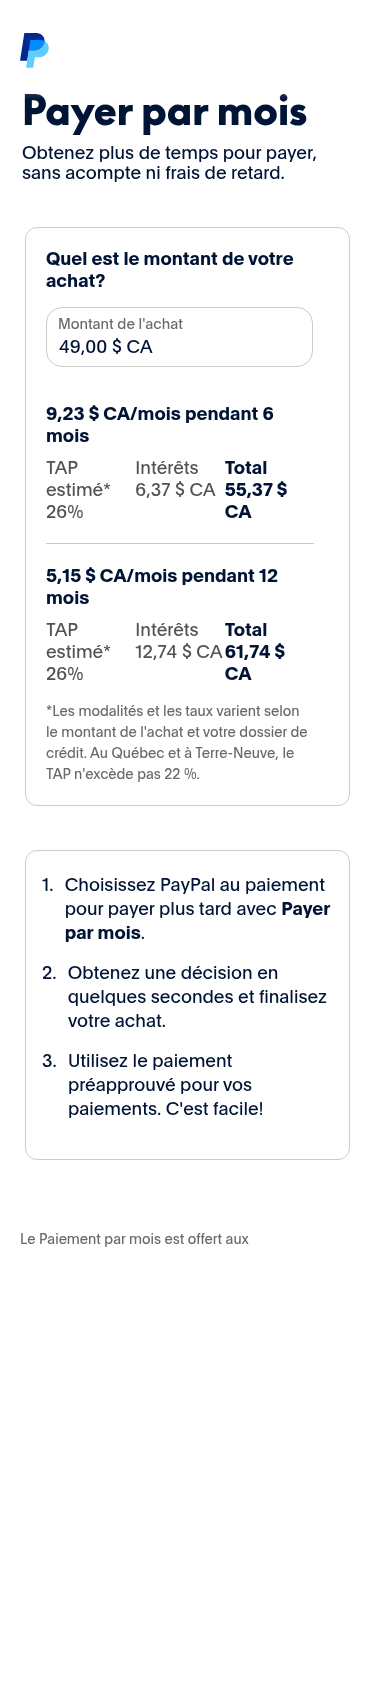 Payer par mois
Obtenez plus de temps pour payer,
sans acompte ni frais de retard.
Quel est le montant de votre
achat?
Montant de l'achat
49,00 $ CA
9,23 $ CA/mois pendant 6
mois
TAP
estimé*
26%
Intérêts
6,37 $ CA
Total
55,37 $
CA
5,15 $ CA/mois pendant 12
mois
TAP
estimé*
26%
Intérêts
12,74 $ CA
Total
61,74 $
CA
*Les modalités et les taux varient selon
le montant de l'achat et votre dossier de
crédit. Au Québec et à Terre-Neuve, le
TAP n'excède pas 22 %.
1. Choisissez PayPal au paiement
pour payer plus tard avec Payer
par mois.
2. Obtenez une décision en
quelques secondes et finalisez
votre achat.
3. Utilisez le paiement
préapprouvé pour vos
paiements. C'est facile!
Le Paiement par mois est offert aux